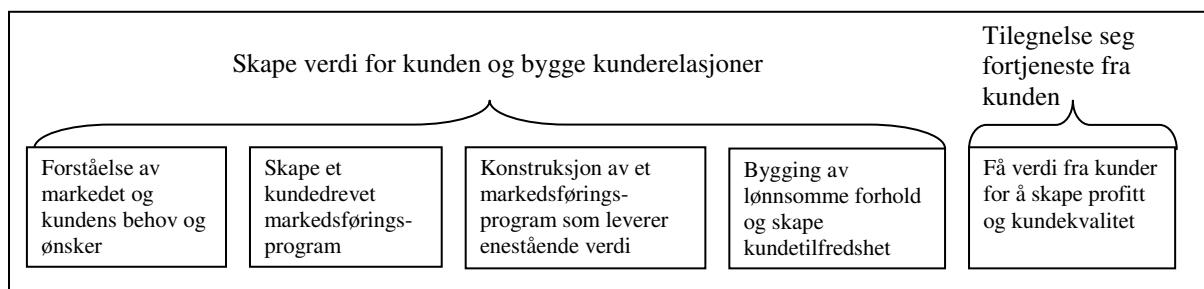 Skape verdi for kunden og bygge kunderelasjoner
Tilegnelse seg
fortjeneste fra
kunden
Forståelse av
markedet og
kundens behov og
ønsker
Skape et
kundedrevet
markedsførings-
program
Konstruksjon av et
markedsførings-
program som leverer
enestående verdi
Bygging av
lønnsomme forhold
og skape
kundetilfredshet
Få verdi fra kunder
for å skape profitt
og kundekvalitet